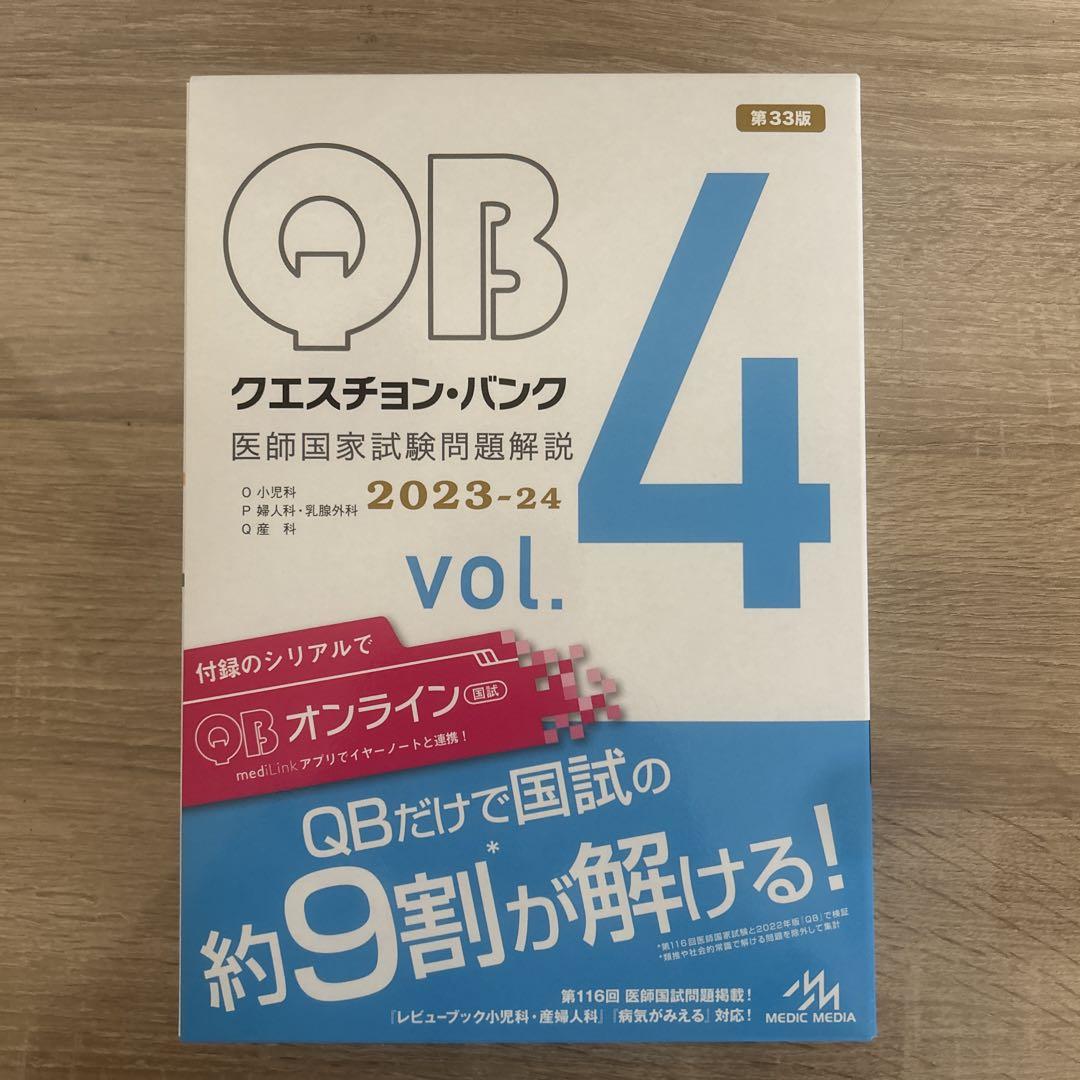 第33版
QB
4
クエスチョン・バンク
医師国家試験問題解説
O 小児科
P 婦人科・乳腺外科
Q 産 科
2023-24
vol.
付録のシリアルで
QB オンライン 国試
mediLinkアプリでイヤーノートと連携！
QBだけで国試の
約9割*が解ける！
*第116回医師国家試験と2022年版『QB』で検証
*類推や社会的常識で解ける問題を除外して集計
第116回 医師国試問題掲載！
『レビューブック小児科・産婦人科』『病気がみえる』対応！
MEDIC MEDIA